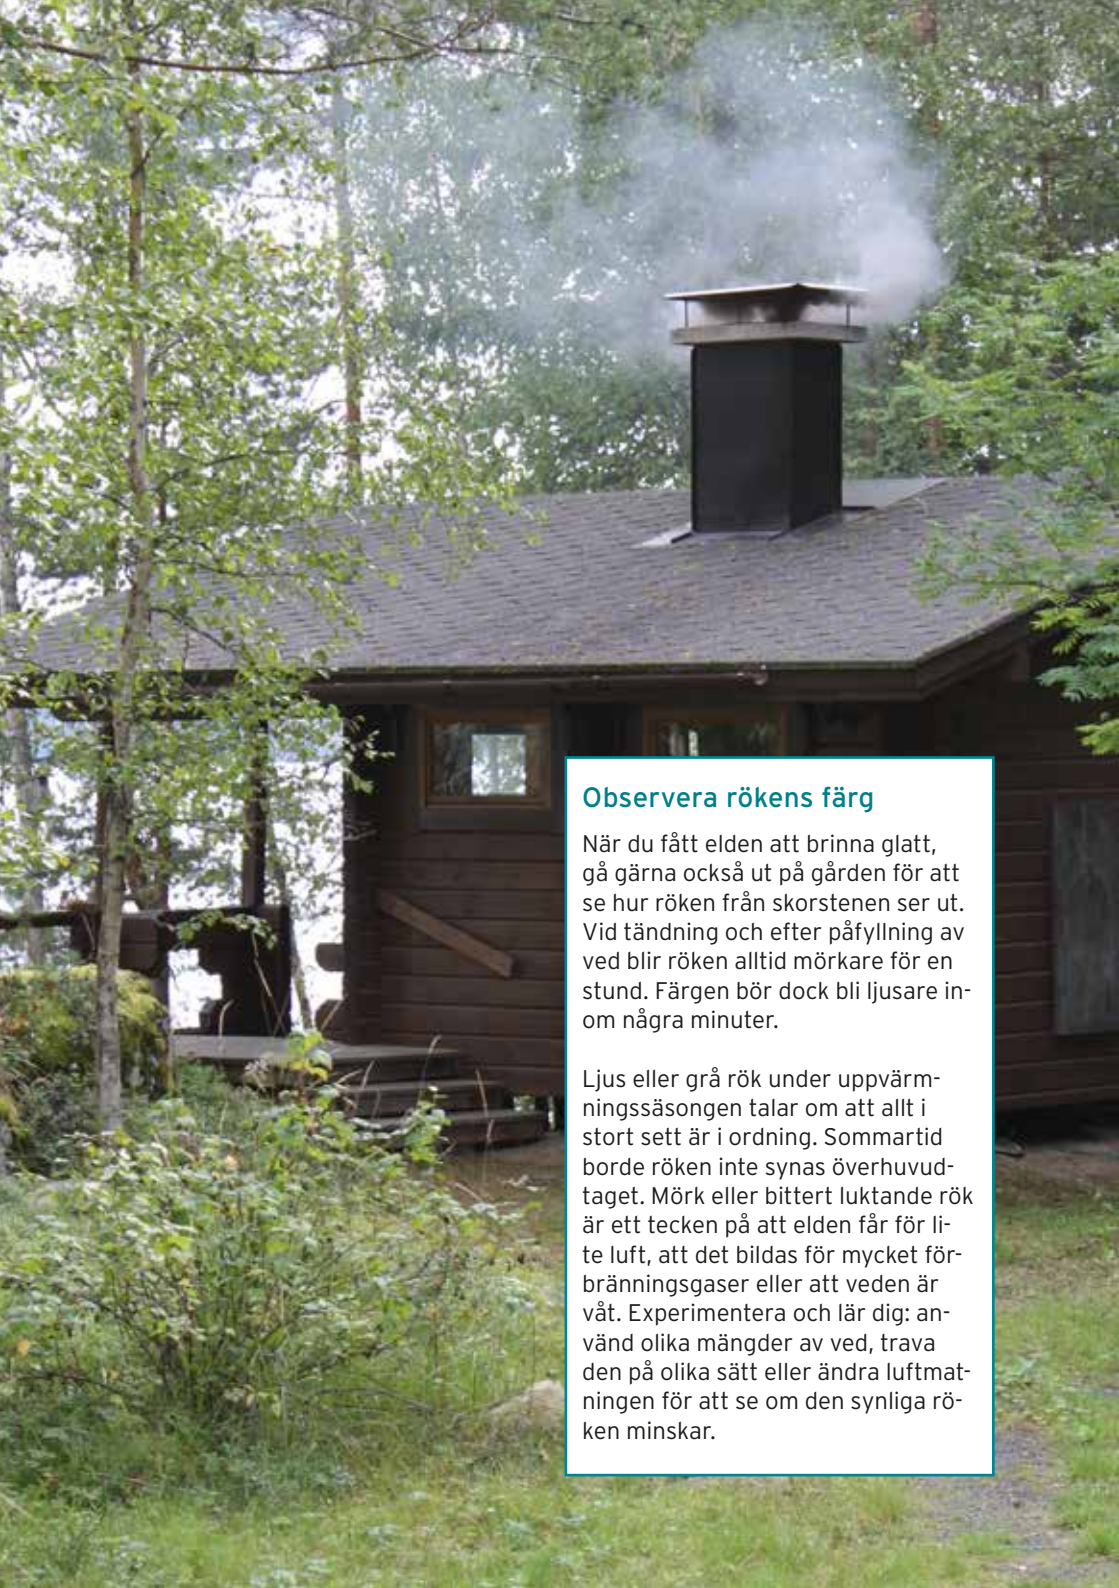 Observera rökens färg
När du fått elden att brinna glatt,
gå gärna också ut på gården för att
se hur röken från skorstenen ser ut.
Vid tändning och efter påfyllning av
ved blir röken alltid mörkare för en
stund. Färgen bör dock bli ljusare in-
om några minuter.
Ljus eller grå rök under uppvärm-
ningssäsongen talar om att allt i
stort sett är i ordning. Sommartid
borde röken inte synas överhuvud-
taget. Mörk eller bittert luktande rök
är ett tecken på att elden får för li-
te luft, att det bildas för mycket för-
bränningsgaser eller att veden är
våt. Experimentera och lär dig: an-
vänd olika mängder av ved, trava
den på olika sätt eller ändra luftmat-
ningen för att se om den synliga rö-
ken minskar.